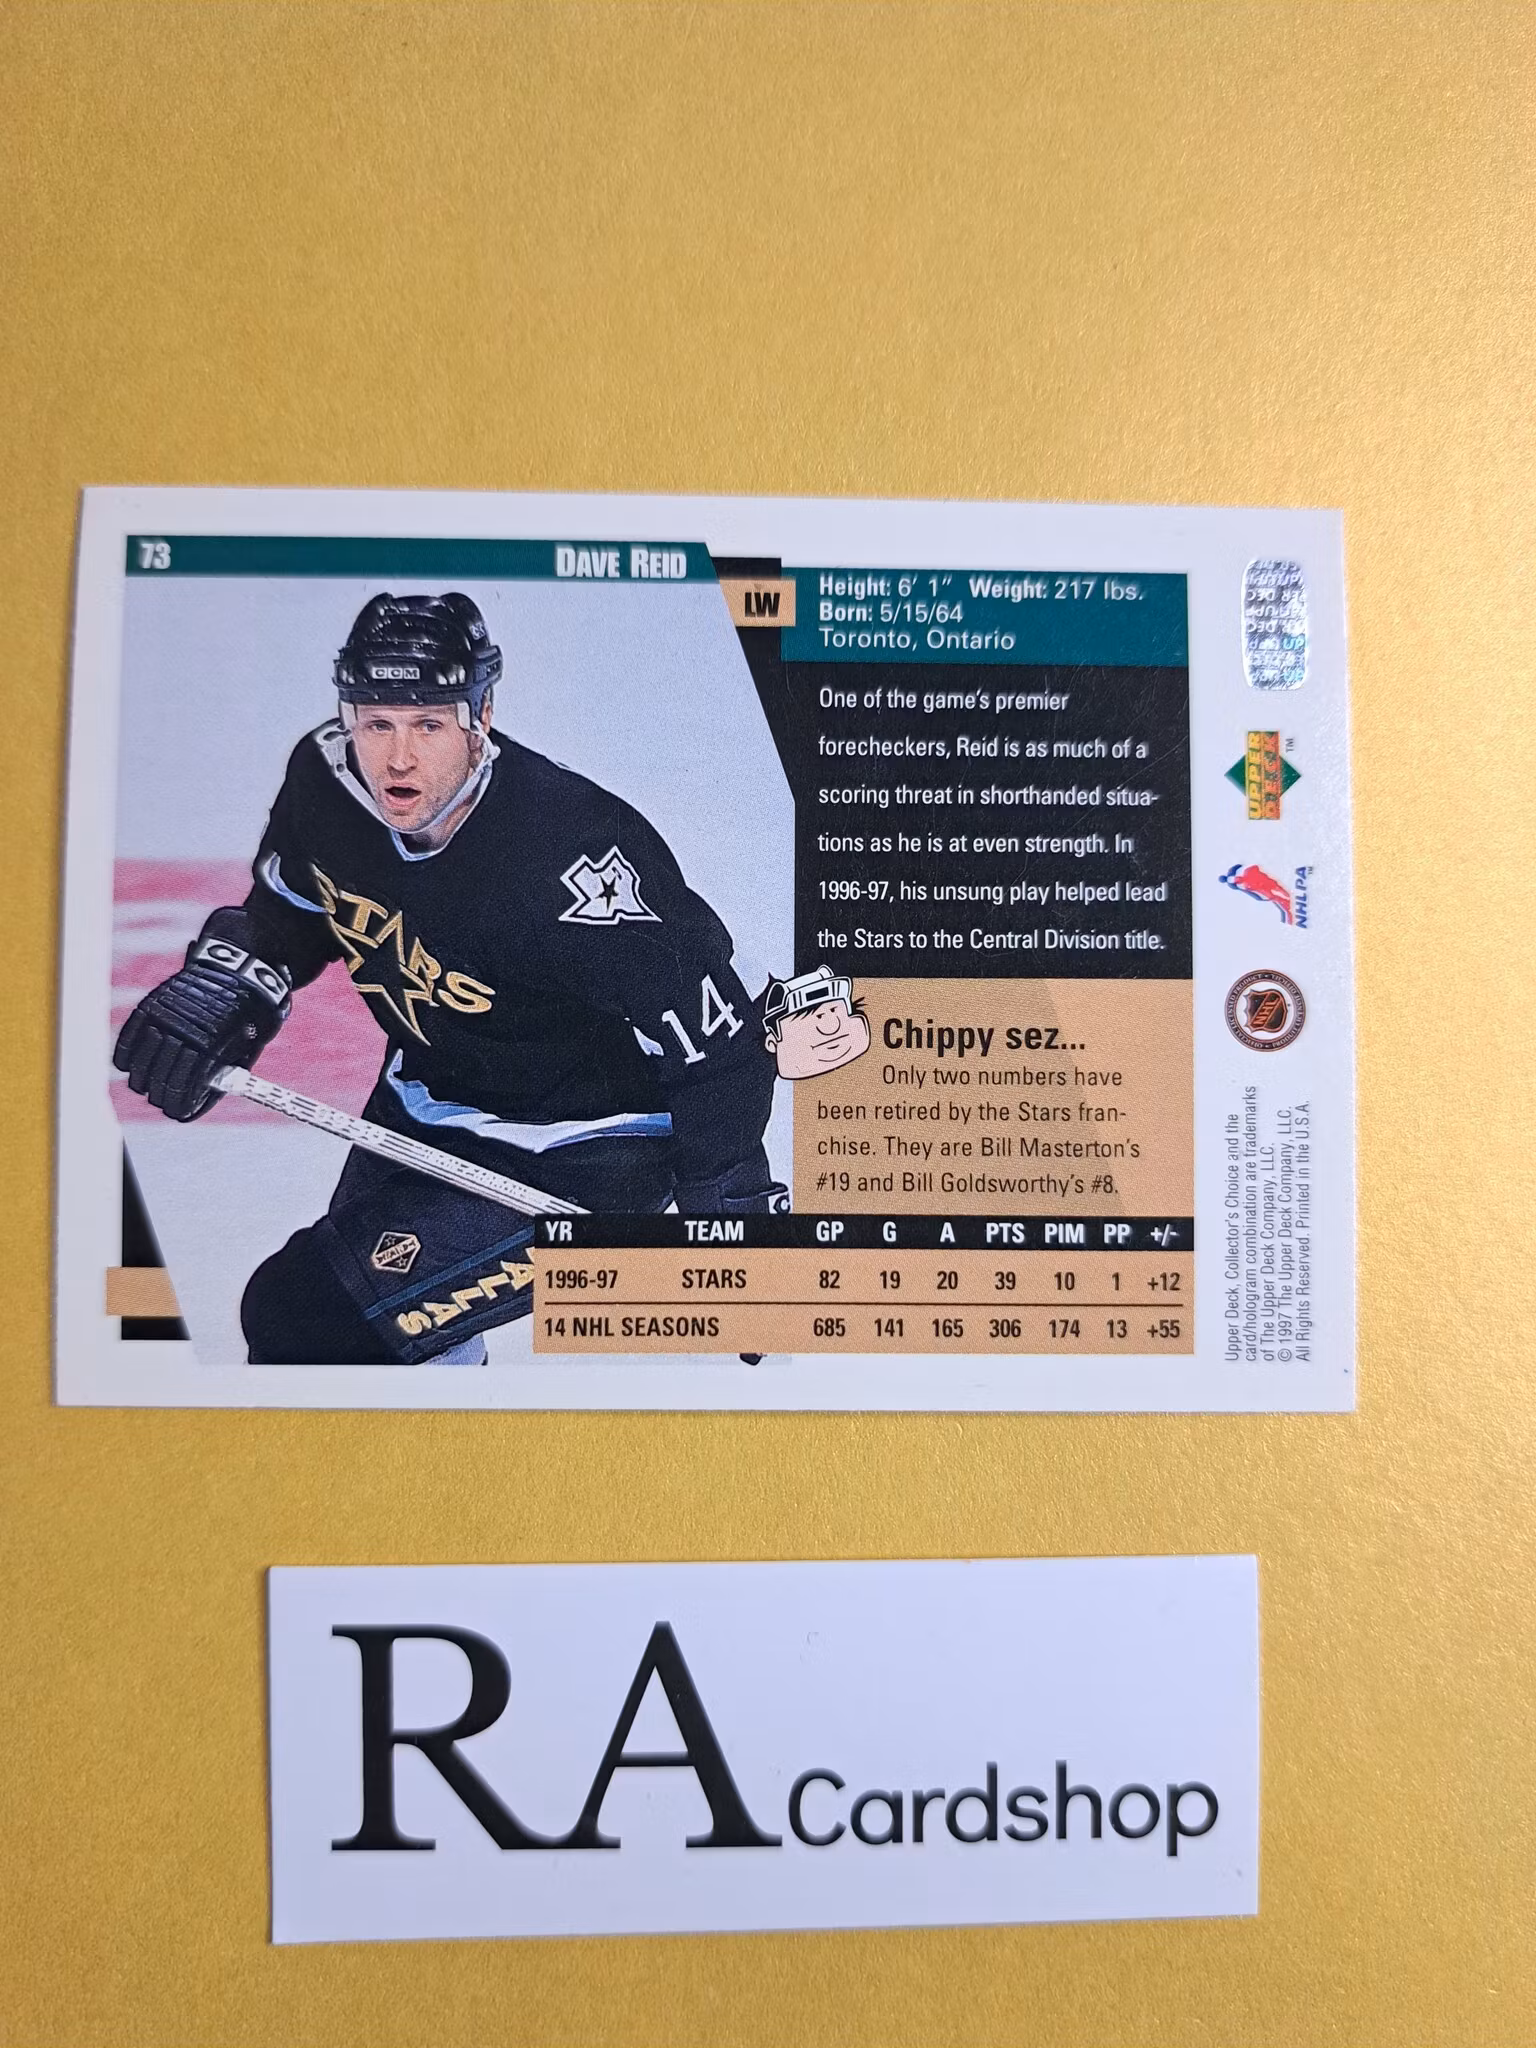 73 DAVE REID
LW
Height: 6' 1" Weight: 217 lbs.
Born: 5/15/64
Toronto, Ontario
One of the game's premier
forecheckers, Reid is as much of a
scoring threat in shorthanded situa-
tions as he is at even strength. In
1996-97, his unsung play helped lead
the Stars to the Central Division title.
Chippy sez...
Only two numbers have
been retired by the Stars fran-
chise. They are Bill Masterton's
#19 and Bill Goldsworthy's #8.
YR TEAM GP G A PTS PIM PP +/-
1996-97 STARS 82 19 20 39 10 1 +12
14 NHL SEASONS 685 141 165 306 174 13 +55
CCM
STARS
14
UPPER
DECK™
NHLPA™
NHL
Upper Deck, Collector's Choice and the
card/hologram combination are trademarks
of The Upper Deck Company, LLC.
© 1997 The Upper Deck Company, LLC.
All Rights Reserved. Printed in the U.S.A.
RA Cardshop